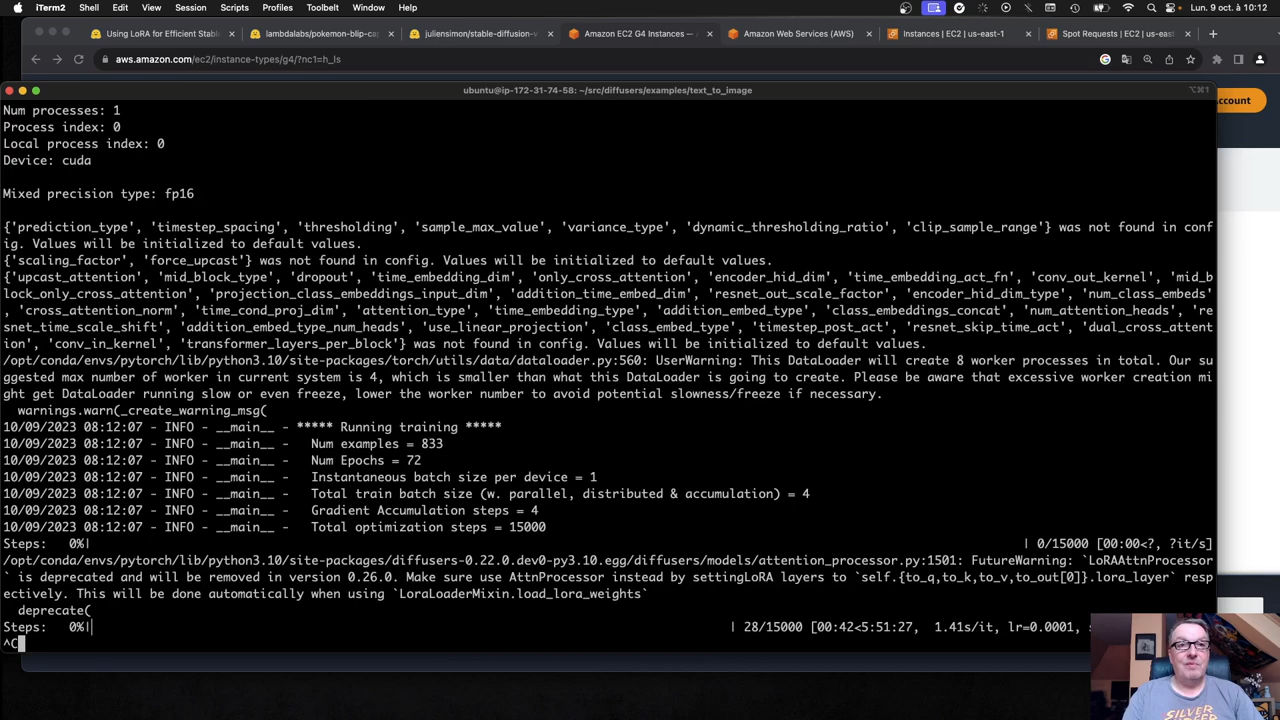 iTerm2 Shell Edit View Session Scripts Profiles Toolbelt Window Help
Lun. 9 oct. à 10:12
Using LoRA for Efficient Stabl
lambdalabs/pokemon-blip-cap
juliensimon/stable-diffusion-v
Amazon EC2 G4 Instances —
Amazon Web Services (AWS)
Instances | EC2 | us-east-1
Spot Requests | EC2 | us-east
aws.amazon.com/ec2/instance-types/g4/?nc1=h_ls
ubuntu@ip-172-31-74-58: ~/src/diffusers/examples/text_to_image
⌥⌘1
ccount
Num processes: 1
Process index: 0
Local process index: 0
Device: cuda
Mixed precision type: fp16
{'prediction_type', 'timestep_spacing', 'thresholding', 'sample_max_value', 'variance_type', 'dynamic_thresholding_ratio', 'clip_sample_range'} was not found in conf
ig. Values will be initialized to default values.
{'scaling_factor', 'force_upcast'} was not found in config. Values will be initialized to default values.
{'upcast_attention', 'mid_block_type', 'dropout', 'time_embedding_dim', 'only_cross_attention', 'encoder_hid_dim', 'time_embedding_act_fn', 'conv_out_kernel', 'mid_b
lock_only_cross_attention', 'projection_class_embeddings_input_dim', 'addition_time_embed_dim', 'resnet_out_scale_factor', 'encoder_hid_dim_type', 'num_class_embeds'
, 'cross_attention_norm', 'time_cond_proj_dim', 'attention_type', 'time_embedding_type', 'addition_embed_type', 'class_embeddings_concat', 'num_attention_heads', 're
snet_time_scale_shift', 'addition_embed_type_num_heads', 'use_linear_projection', 'class_embed_type', 'timestep_post_act', 'resnet_skip_time_act', 'dual_cross_attent
ion', 'conv_in_kernel', 'transformer_layers_per_block'} was not found in config. Values will be initialized to default values.
/opt/conda/envs/pytorch/lib/python3.10/site-packages/torch/utils/data/dataloader.py:560: UserWarning: This DataLoader will create 8 worker processes in total. Our su
ggested max number of worker in current system is 4, which is smaller than what this DataLoader is going to create. Please be aware that excessive worker creation mi
ght get DataLoader running slow or even freeze, lower the worker number to avoid potential slowness/freeze if necessary.
warnings.warn(_create_warning_msg(
10/09/2023 08:12:07 - INFO - __main__ - ***** Running training *****
10/09/2023 08:12:07 - INFO - __main__ -   Num examples = 833
10/09/2023 08:12:07 - INFO - __main__ -   Num Epochs = 72
10/09/2023 08:12:07 - INFO - __main__ -   Instantaneous batch size per device = 1
10/09/2023 08:12:07 - INFO - __main__ -   Total train batch size (w. parallel, distributed & accumulation) = 4
10/09/2023 08:12:07 - INFO - __main__ -   Gradient Accumulation steps = 4
10/09/2023 08:12:07 - INFO - __main__ -   Total optimization steps = 15000
Steps:   0%| | 0/15000 [00:00<?, ?it/s]
/opt/conda/envs/pytorch/lib/python3.10/site-packages/diffusers-0.22.0.dev0-py3.10.egg/diffusers/models/attention_processor.py:1501: FutureWarning: `LoRAAttnProcessor
` is deprecated and will be removed in version 0.26.0. Make sure use AttnProcessor instead by settingLoRA layers to `self.{to_q,to_k,to_v,to_out[0]}.lora_layer` resp
ectively. This will be done automatically when using `LoraLoaderMixin.load_lora_weights`
deprecate(
Steps:   0%| | 28/15000 [00:42<5:51:27,  1.41s/it, lr=0.0001, s
^C
SILVER